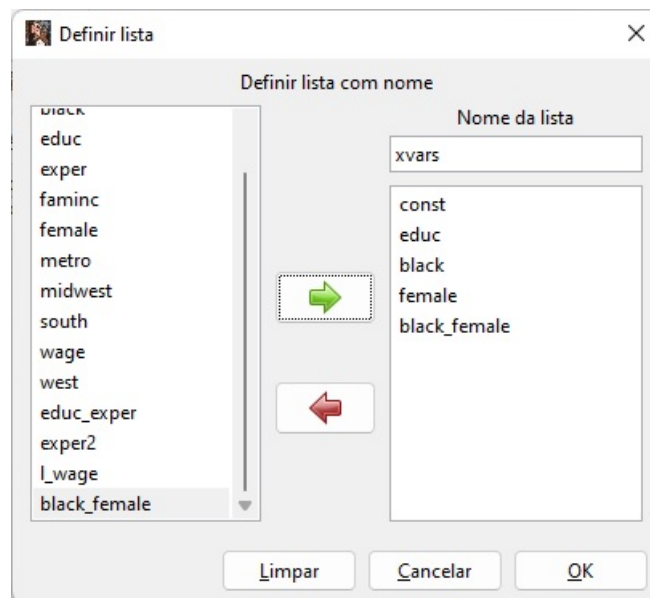 Definir lista
Definir lista com nome
black
educ
exper
faminc
female
metro
midwest
south
wage
west
educ_exper
exper2
l_wage
black_female
Nome da lista
xvars
const
educ
black
female
black_female
Limpar
Cancelar
OK